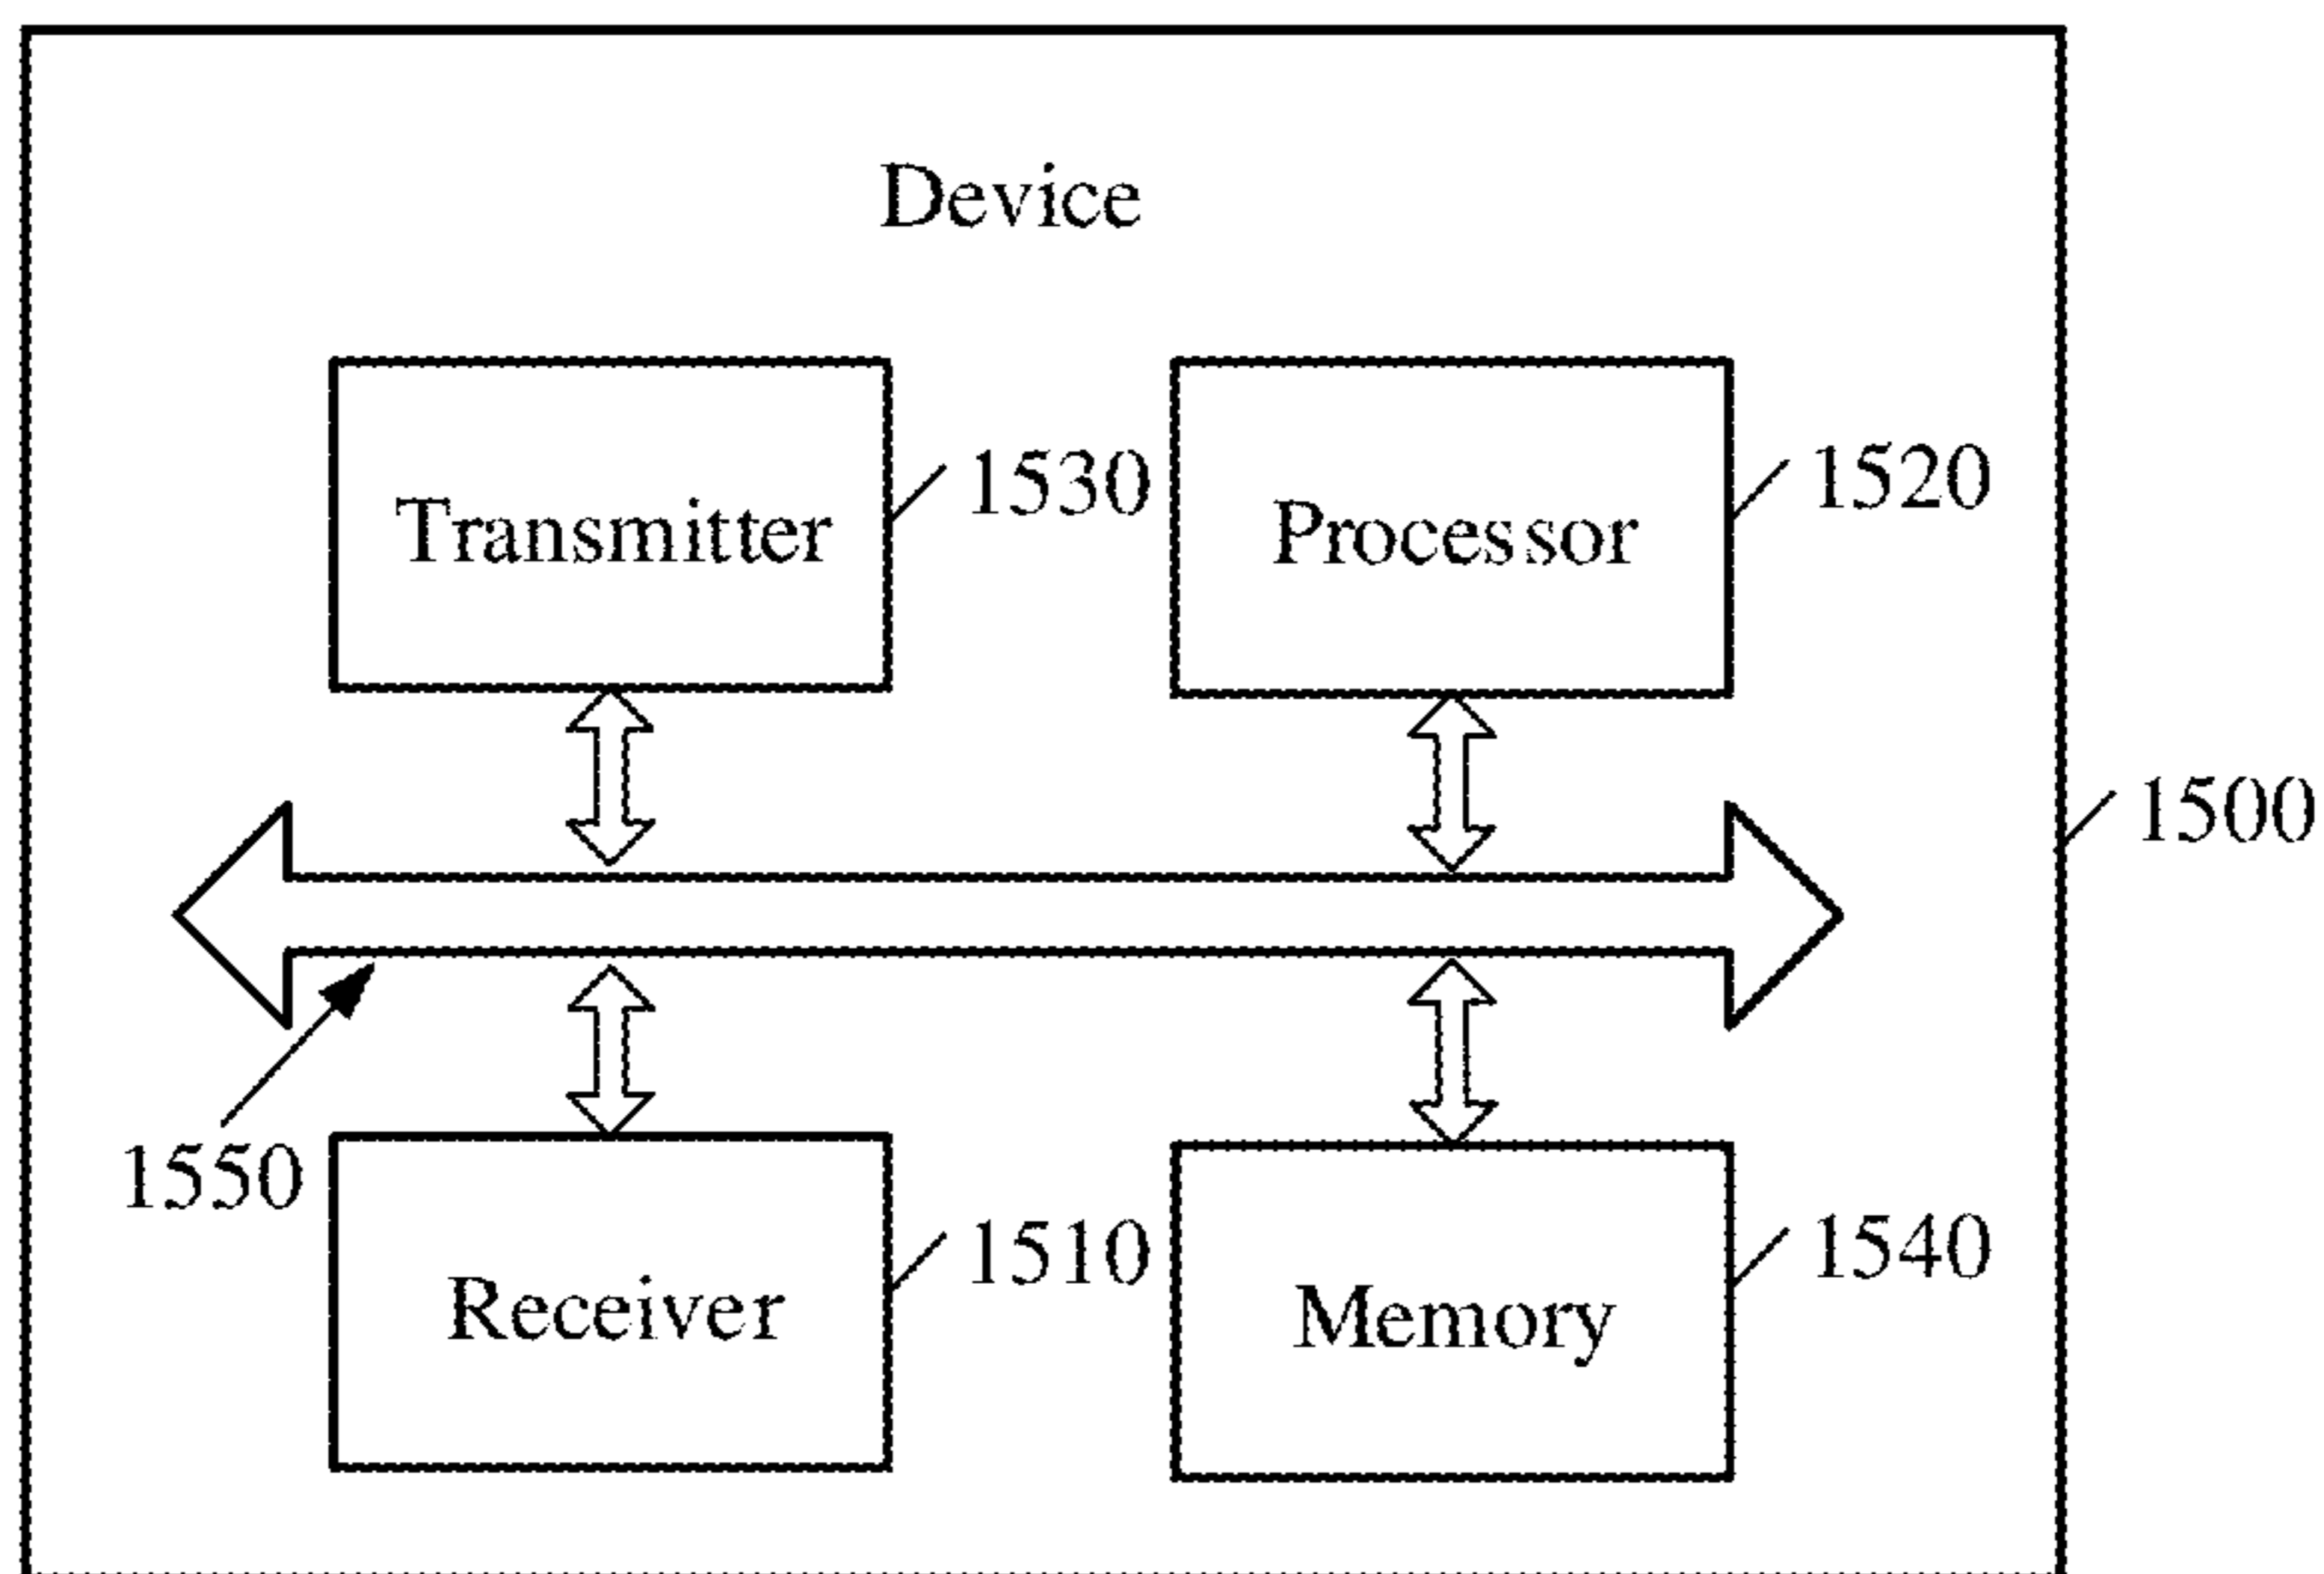 Device
Transmitter
1530
Processor
1520
1500
1550
Receiver
1510
Memory
1540